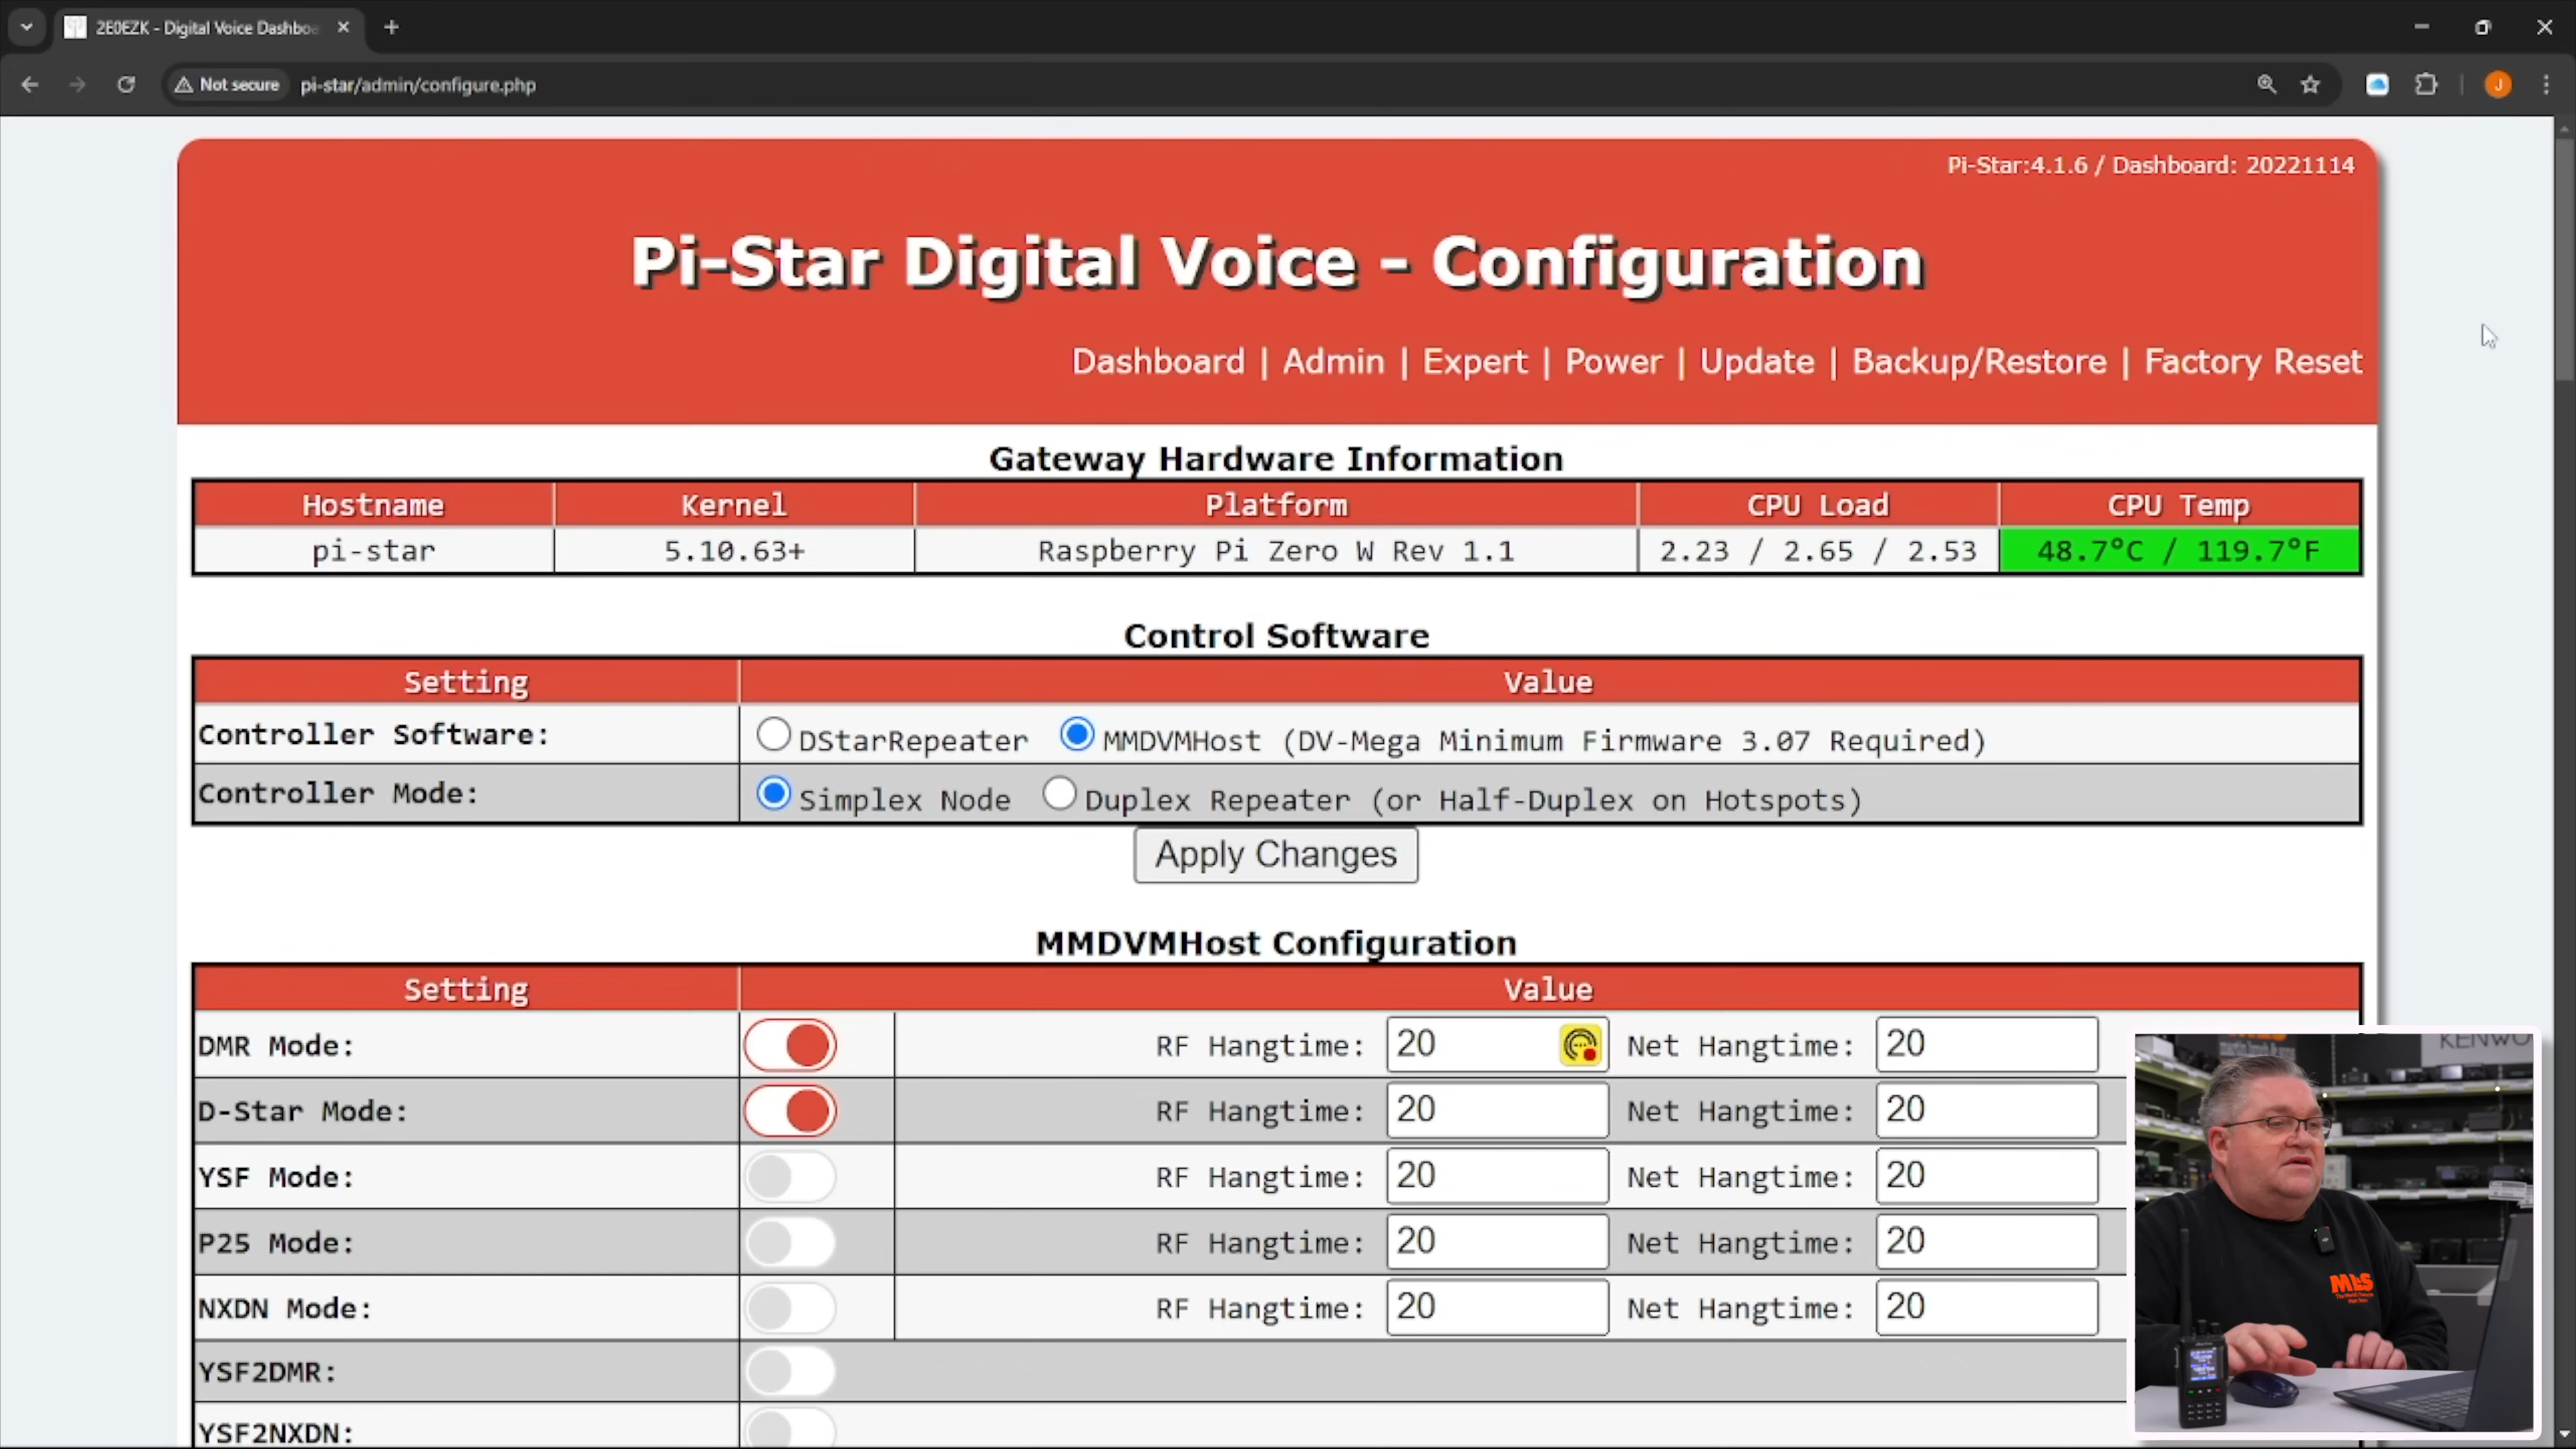 2E0EZK - Digital Voice Dashboa
Not secure pi-star/admin/configure.php
J
Pi-Star:4.1.6 / Dashboard: 20221114
Pi-Star Digital Voice - Configuration
Dashboard | Admin | Expert | Power | Update | Backup/Restore | Factory Reset
Gateway Hardware Information
Hostname Kernel Platform CPU Load CPU Temp
pi-star 5.10.63+ Raspberry Pi Zero W Rev 1.1 2.23 / 2.65 / 2.53 48.7°C / 119.7°F
Control Software
Setting Value
Controller Software: DStarRepeater MMDVMHost (DV-Mega Minimum Firmware 3.07 Required)
Controller Mode: Simplex Node Duplex Repeater (or Half-Duplex on Hotspots)
Apply Changes
MMDVMHost Configuration
Setting Value
DMR Mode: RF Hangtime: 20 Net Hangtime: 20
D-Star Mode: RF Hangtime: 20 Net Hangtime: 20
YSF Mode: RF Hangtime: 20 Net Hangtime: 20
P25 Mode: RF Hangtime: 20 Net Hangtime: 20
NXDN Mode: RF Hangtime: 20 Net Hangtime: 20
YSF2DMR:
YSF2NXDN:
KENWO